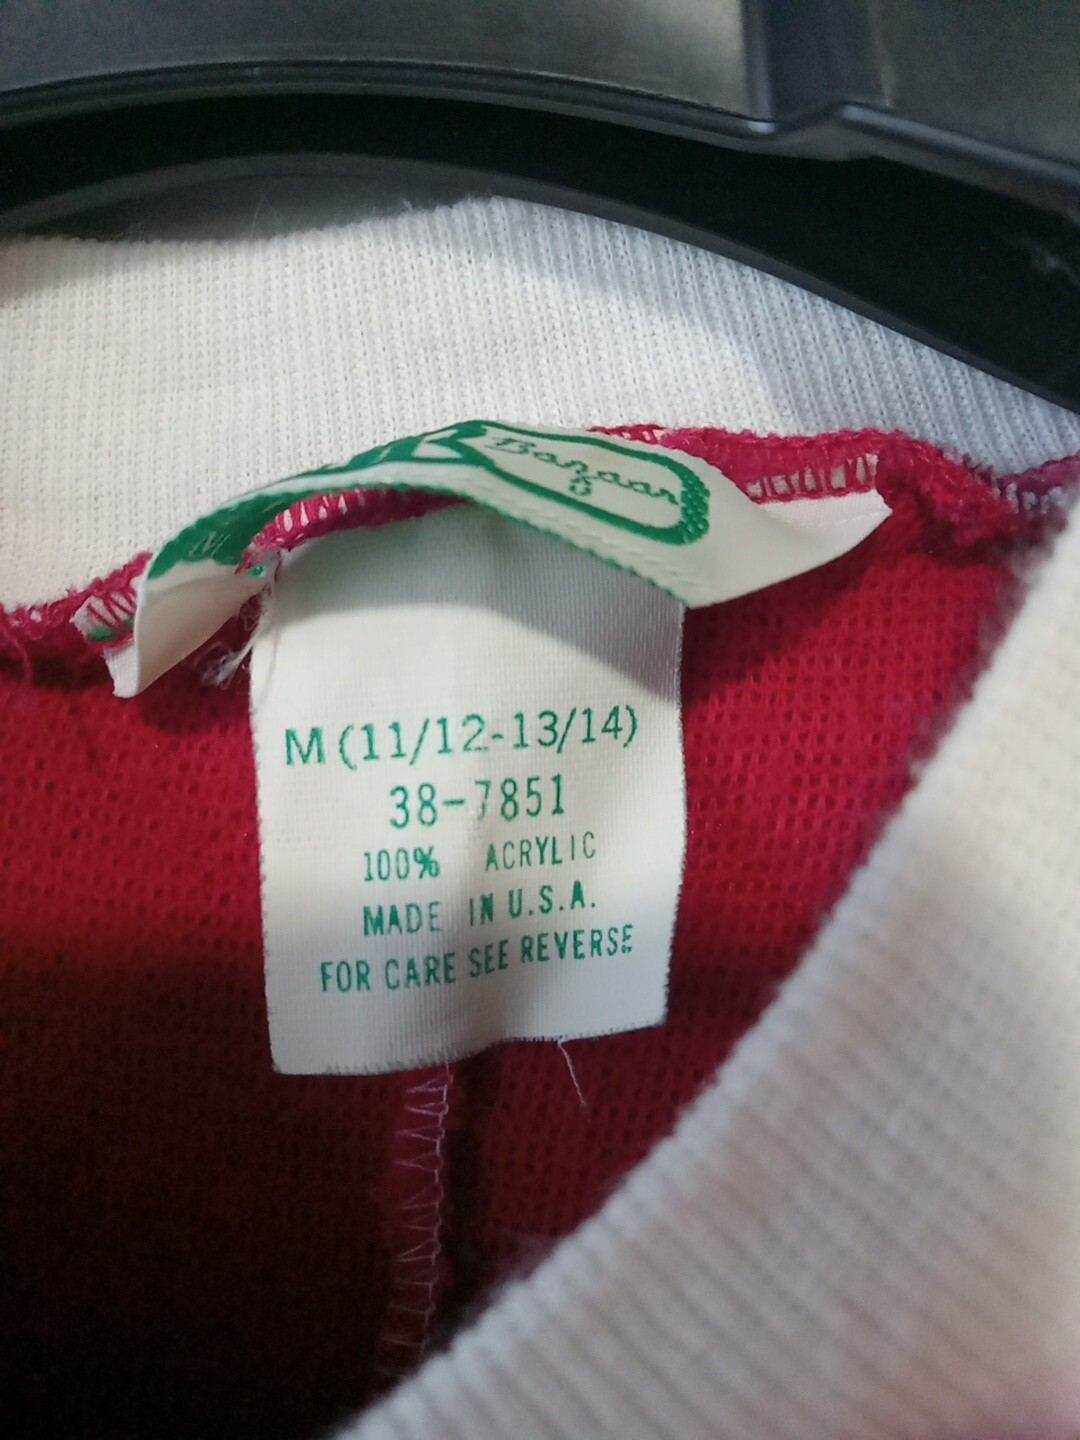 Bazaar
M
M (11/12-13/14)
38-7851
100% ACRYLIC
MADE IN U.S.A.
FOR CARE SEE REVERSE